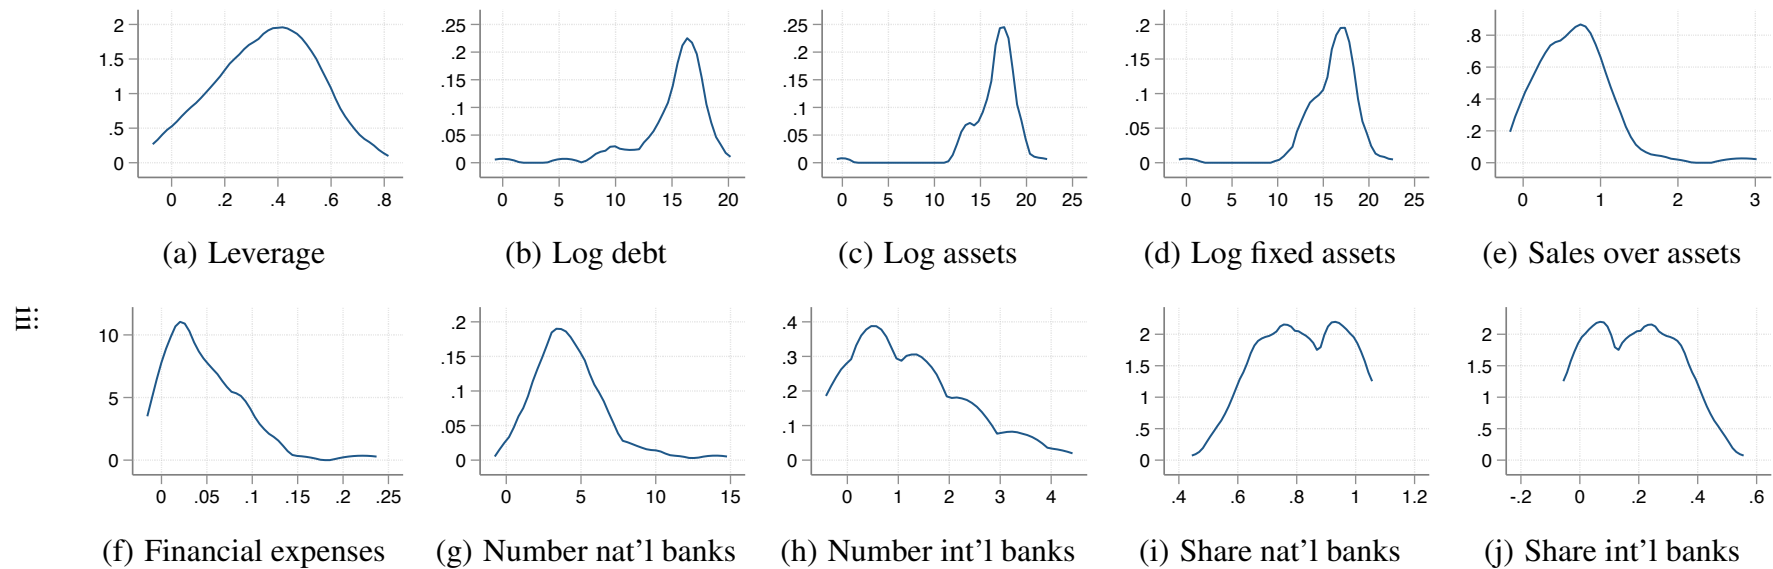 2
1.5
1
.5
0
0 .2 .4 .6 .8
(a) Leverage
.25
.2
.15
.1
.05
0
0 5 10 15 20
(b) Log debt
.25
.2
.15
.1
.05
0
0 5 10 15 20 25
(c) Log assets
.2
.15
.1
.05
0
0 5 10 15 20 25
(d) Log fixed assets
.8
.6
.4
.2
0
0 1 2 3
(e) Sales over assets
iii
10
5
0
0 .05 .1 .15 .2 .25
(f) Financial expenses
.2
.15
.1
.05
0
0 5 10 15
(g) Number nat'l banks
.4
.3
.2
.1
0
0 1 2 3 4
(h) Number int'l banks
2
1.5
1
.5
0
.4 .6 .8 1 1.2
(i) Share nat'l banks
2
1.5
1
.5
0
-.2 0 .2 .4 .6
(j) Share int'l banks